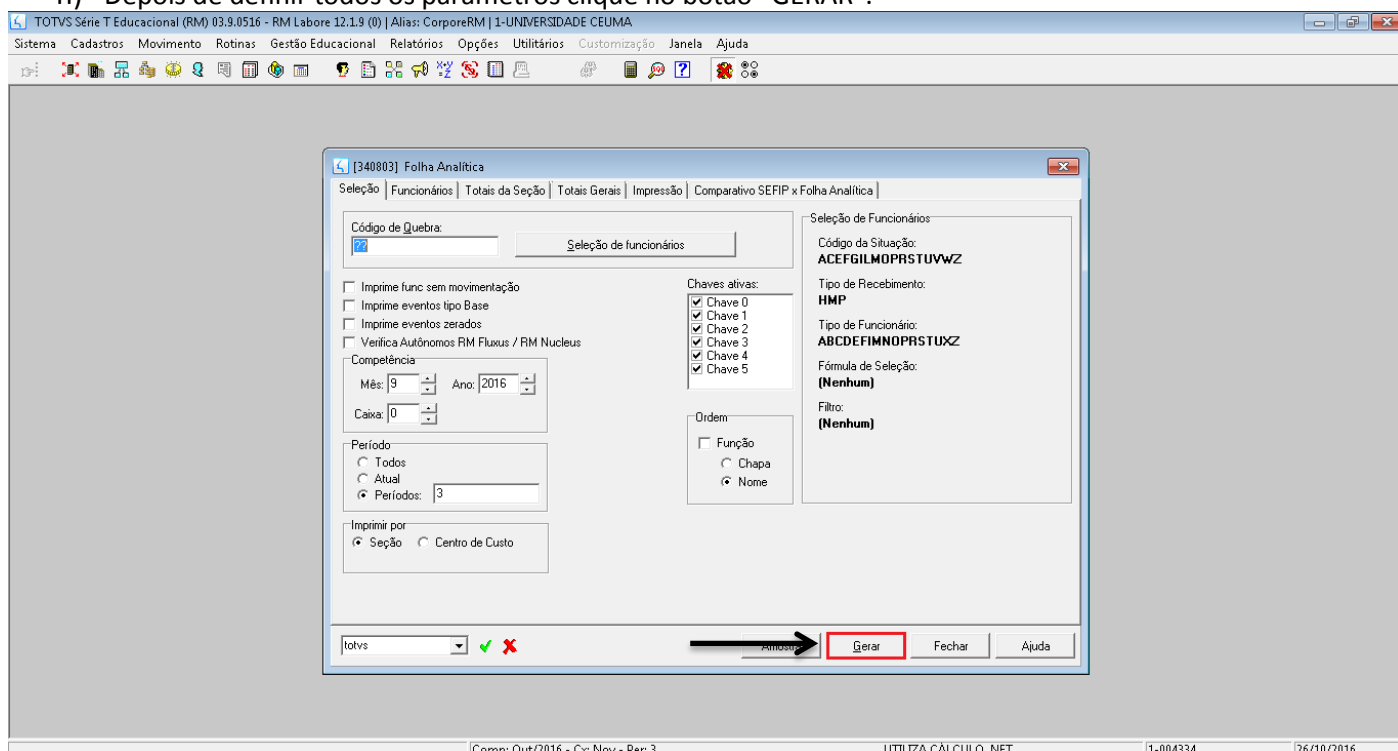 Depois de definir todos os parâmetros clique no botão "GERAR".
TOTVS Série T Educacional (RM) 03.9.0516 - RM Labore 12.1.9 (0) | Alias: CorporeRM | 1-UNIVERSIDADE CEUMA
Sistema Cadastros Movimento Rotinas Gestão Educacional Relatórios Opções Utilitários Customização Janela Ajuda
[340803] Folha Analítica
Seleção Funcionários Totais da Seção Totais Gerais Impressão Comparativo SEFIP x Folha Analítica
Código de Quebra:
??
Seleção de funcionários
Imprime func sem movimentação
Imprime eventos tipo Base
Imprime eventos zerados
Verifica Autônomos RM Fluxus / RM Nucleus
Competência
Mês: 9 Ano: 2016
Caixa: 0
Período
Todos
Atual
Períodos: 3
Imprimir por
Seção Centro de Custo
Chaves ativas:
Chave 0
Chave 1
Chave 2
Chave 3
Chave 4
Chave 5
Ordem
Função
Chapa
Nome
Seleção de Funcionários
Código da Situação:
ACEFGILMOPRSTUVWZ
Tipo de Recebimento:
HMP
Tipo de Funcionário:
ABCDEFIMNOPRSTUXZ
Fórmula de Seleção:
(Nenhum)
Filtro:
(Nenhum)
totvs
Gerar Fechar Ajuda
Comp: Out/2016 - Cx: Nov - Per: 3 UTILIZA CÁLCULO .NET 1-004334 26/10/2016